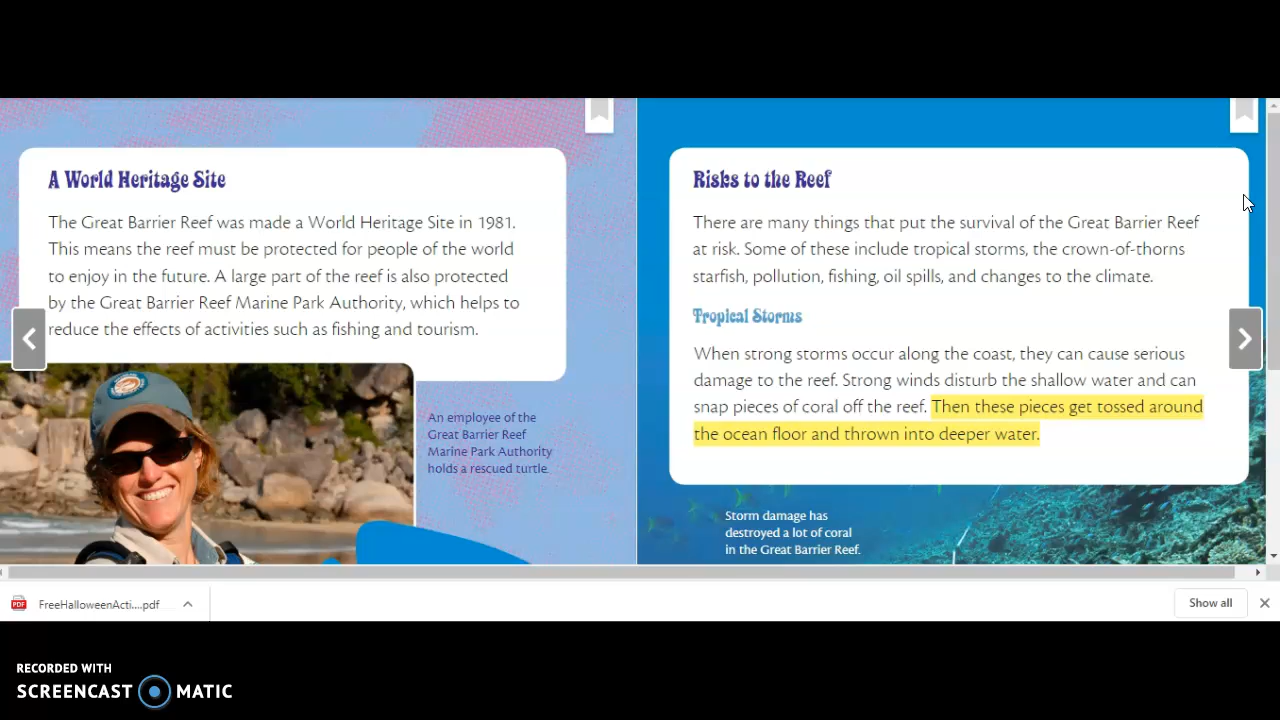 A World Heritage Site
The Great Barrier Reef was made a World Heritage Site in 1981.
This means the reef must be protected for people of the world
to enjoy in the future. A large part of the reef is also protected
by the Great Barrier Reef Marine Park Authority, which helps to
reduce the effects of activities such as fishing and tourism.
An employee of the
Great Barrier Reef
Marine Park Authority
holds a rescued turtle.
Risks to the Reef
There are many things that put the survival of the Great Barrier Reef
at risk. Some of these include tropical storms, the crown-of-thorns
starfish, pollution, fishing, oil spills, and changes to the climate.
Tropical Storms
When strong storms occur along the coast, they can cause serious
damage to the reef. Strong winds disturb the shallow water and can
snap pieces of coral off the reef. Then these pieces get tossed around
the ocean floor and thrown into deeper water.
Storm damage has
destroyed a lot of coral
in the Great Barrier Reef.
PDF
FreeHalloweenActi....pdf
Show all
RECORDED WITH
SCREENCAST MATIC